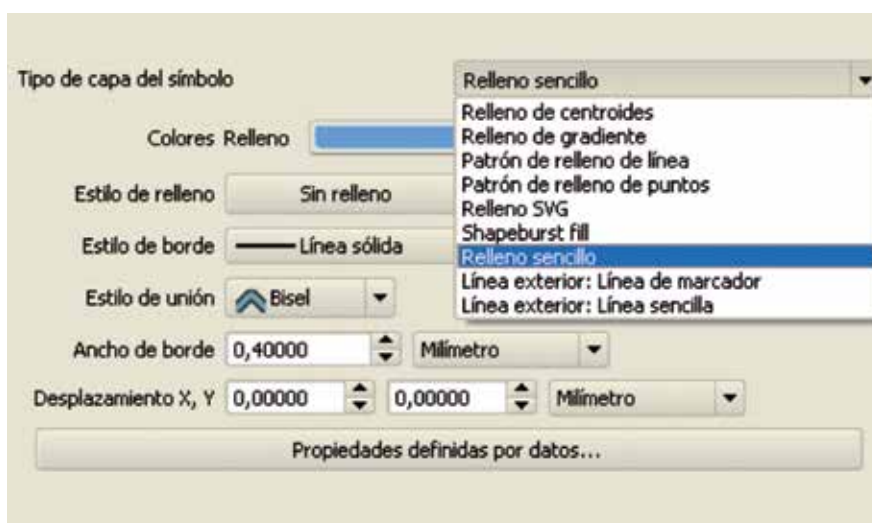 Tipo de capa del símbolo Relleno sencillo
Relleno de centroides
Relleno de gradiente
Patrón de relleno de línea
Patrón de relleno de puntos
Relleno SVG
Shapeburst fill
Relleno sencillo
Línea exterior: Línea de marcador
Línea exterior: Línea sencilla
Colores Relleno
Estilo de relleno Sin relleno
Estilo de borde Línea sólida
Estilo de unión Bisel
Ancho de borde 0,40000 Milímetro
Desplazamiento X, Y 0,00000 0,00000 Milímetro
Propiedades definidas por datos...